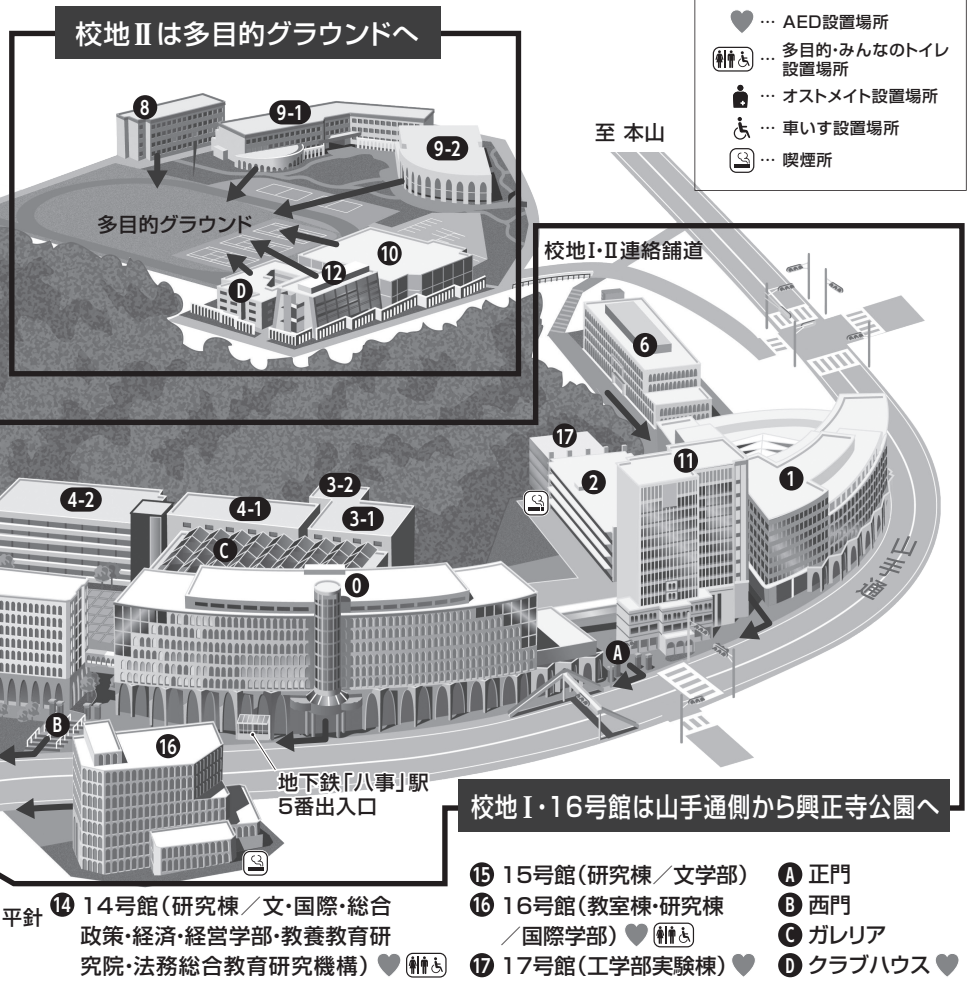 校地Ⅱは多目的グラウンドへ
… AED設置場所
… 多目的・みんなのトイレ
設置場所
… オストメイト設置場所
… 車いす設置場所
… 喫煙所
至 本山
8
9-1
9-2
多目的グラウンド
10
12
D
校地Ⅰ・Ⅱ連絡舗道
6
17
2
11
1
4-2
4-1
3-2
3-1
C
0
山手通
A
B
16
地下鉄「八事」駅
5番出入口
校地Ⅰ・16号館は山手通側から興正寺公園へ
平針
14 14号館(研究棟/文・国際・総合
政策・経済・経営学部・教養教育研
究院・法務総合教育研究機構)
15 15号館(研究棟/文学部)
16 16号館(教室棟・研究棟
/国際学部)
17 17号館(工学部実験棟)
A 正門
B 西門
C ガレリア
D クラブハウス